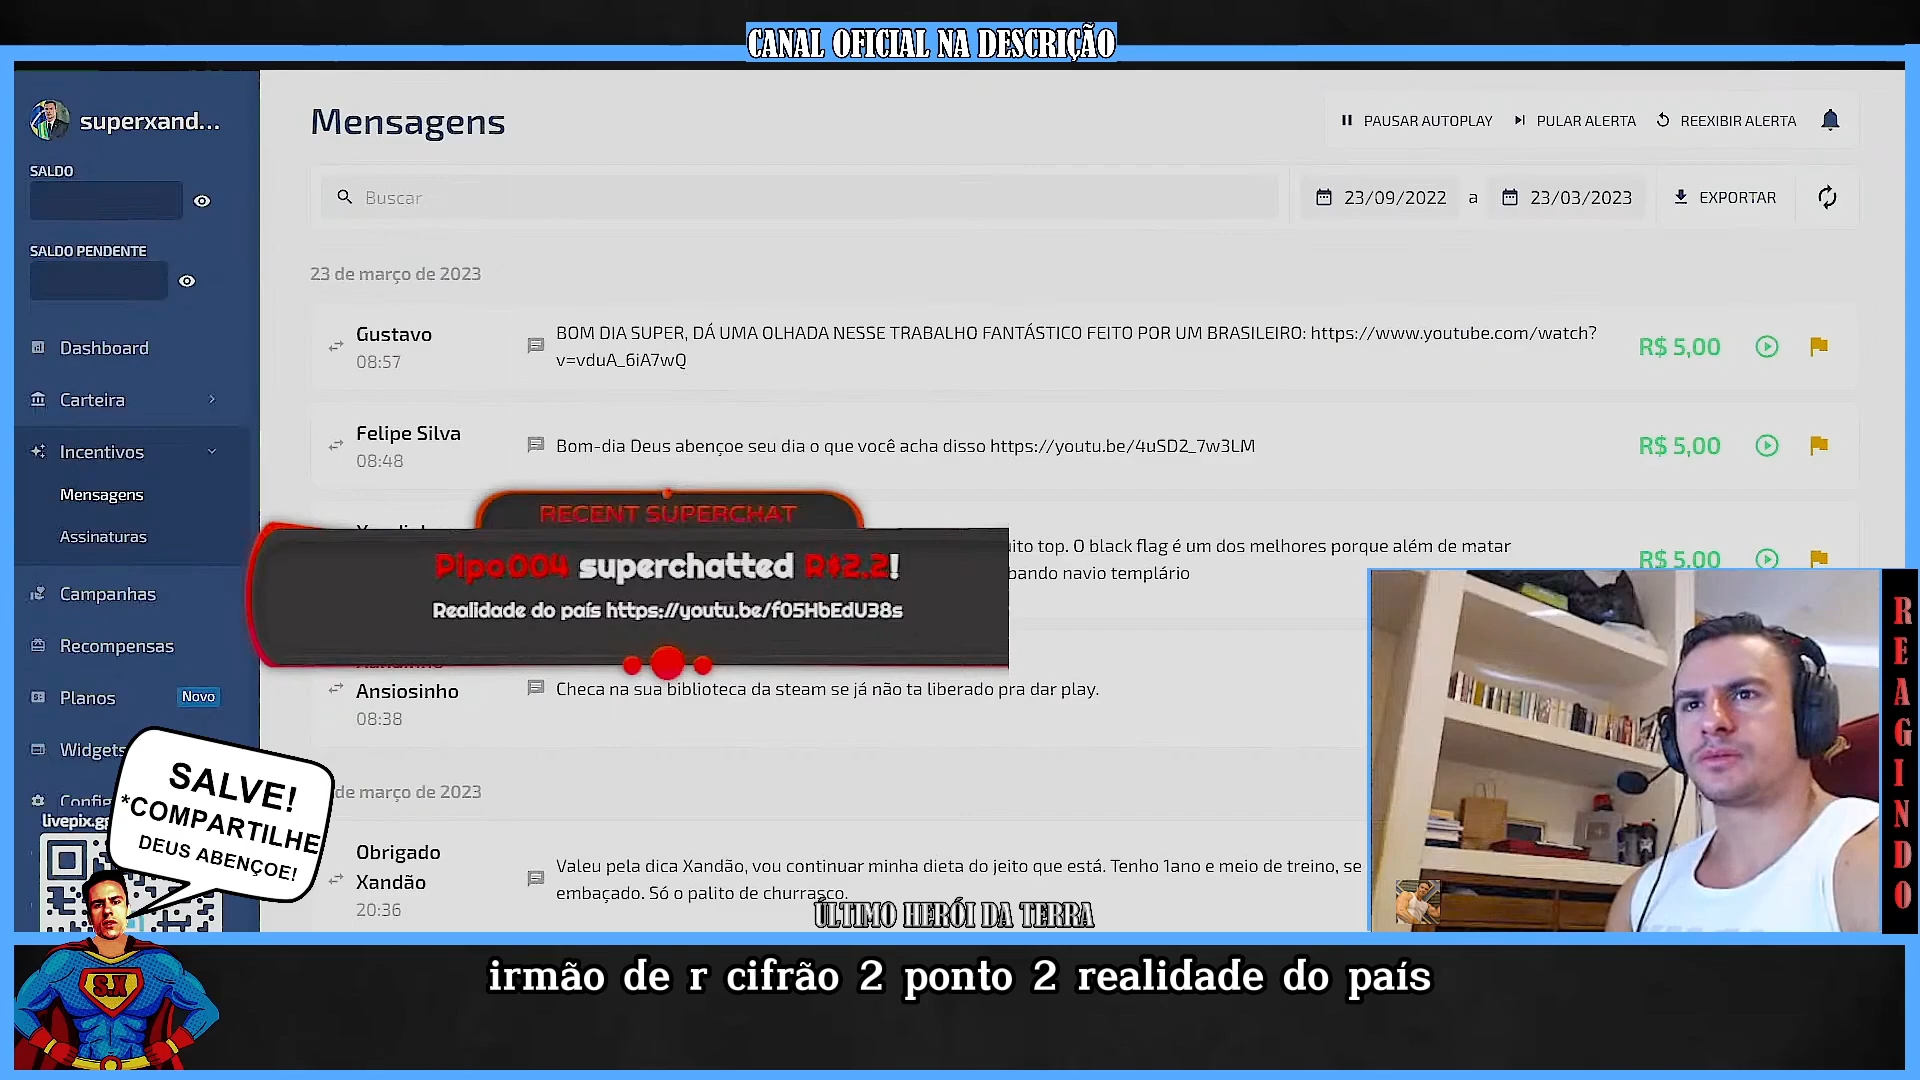 CANAL OFICIAL NA DESCRIÇÃO
superxand...
SALDO
SALDO PENDENTE
Dashboard
Carteira
Incentivos
Mensagens
Assinaturas
Campanhas
Recompensas
Planos Novo
Widgets
livepix.gg
Mensagens
PAUSAR AUTOPLAY PULAR ALERTA REEXIBIR ALERTA
Buscar
23/09/2022 a 23/03/2023 EXPORTAR
23 de março de 2023
Gustavo
08:57
BOM DIA SUPER, DÁ UMA OLHADA NESSE TRABALHO FANTÁSTICO FEITO POR UM BRASILEIRO: https://www.youtube.com/watch?
v=vduA_6iA7wQ
R$ 5,00
Felipe Silva
08:48
Bom-dia Deus abençoe seu dia o que você acha disso https://youtu.be/4uSD2_7w3LM
R$ 5,00
RECENT SUPERCHAT
Pipo004 superchatted R$2.2!
Realidade do país https://youtu.be/f05HbEdU38s
top. O black flag é um dos melhores porque além de matar
navio templário
R$ 5,00
Ansiosinho
08:38
Checa na sua biblioteca da steam se já não ta liberado pra dar play.
de março de 2023
Obrigado
Xandão
20:36
Valeu pela dica Xandão, vou continuar minha dieta do jeito que está. Tenho 1ano e meio de treino, se
embaçado. Só o palito de churrasco.
SALVE!
*COMPARTILHE
DEUS ABENÇOE!
S.X
REAGINDO
ÚLTIMO HERÓI DA TERRA
irmão de r cifrão 2 ponto 2 realidade do país